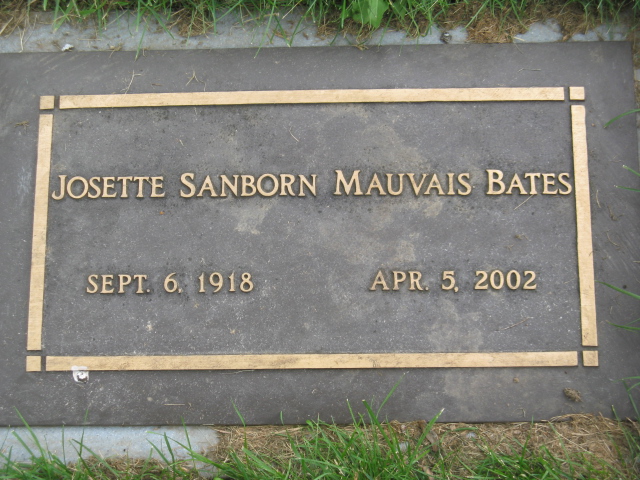 JOSETTE SANBORN MAUVAIS BATES
SEPT. 6, 1918 APR. 5, 2002